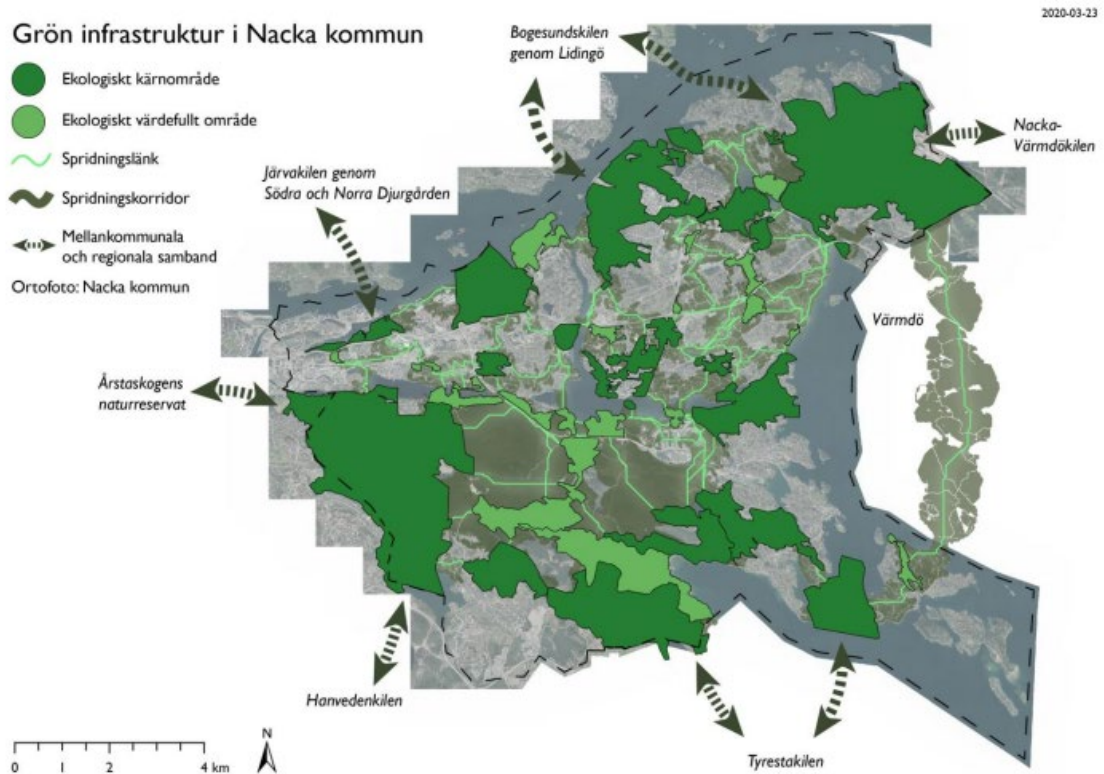 2020-03-23
Grön infrastruktur i Nacka kommun
Ekologiskt kärnområde
Ekologiskt värdefullt område
Spridningslänk
Spridningskorridor
Mellankommunala
och regionala samband
Ortofoto: Nacka kommun
Bogesundskilen
genom Lidingö
Nacka-
Värmdökilen
Järvakilen genom
Södra och Norra Djurgården
Värmdö
Årstaskogens
naturreservat
Hanvedenkilen
Tyrestakilen
N
0 1 2 4 km